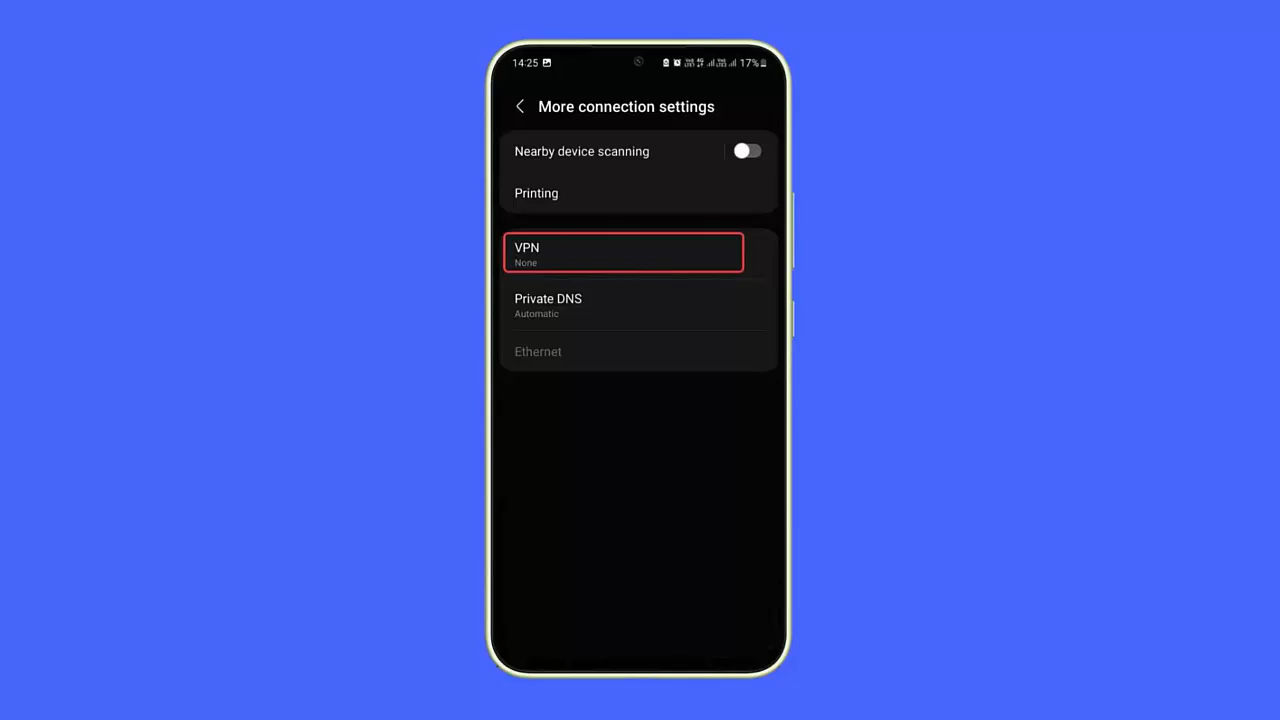 14:25 17%
More connection settings
Nearby device scanning
Printing
VPN
None
Private DNS
Automatic
Ethernet